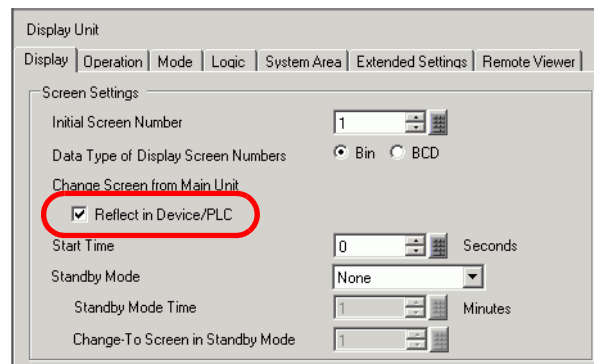 Display Unit
Display Operation Mode Logic System Area Extended Settings Remote Viewer
Screen Settings
Initial Screen Number 1
Data Type of Display Screen Numbers Bin BCD
Change Screen from Main Unit
Reflect in Device/PLC
Start Time 0 Seconds
Standby Mode None
Standby Mode Time 1 Minutes
Change-To Screen in Standby Mode 1